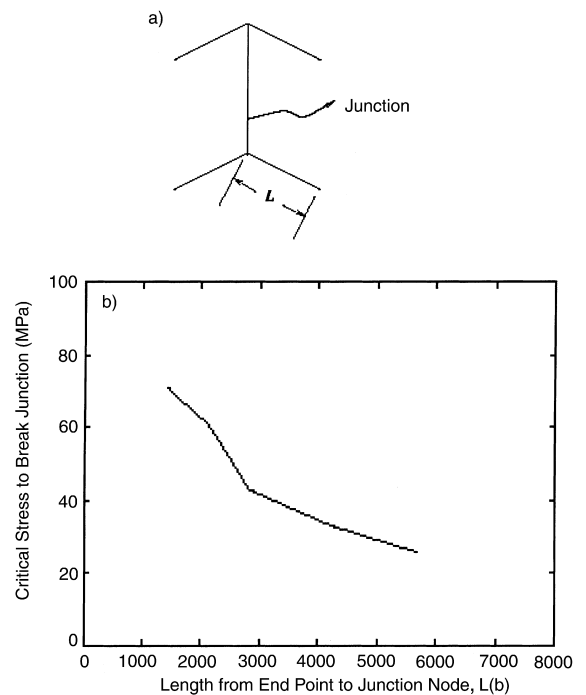 a)
Junction
L
b)
Critical Stress to Break Junction (MPa)
100
80
60
40
20
0
0 1000 2000 3000 4000 5000 6000 7000 8000
Length from End Point to Junction Node, L(b)